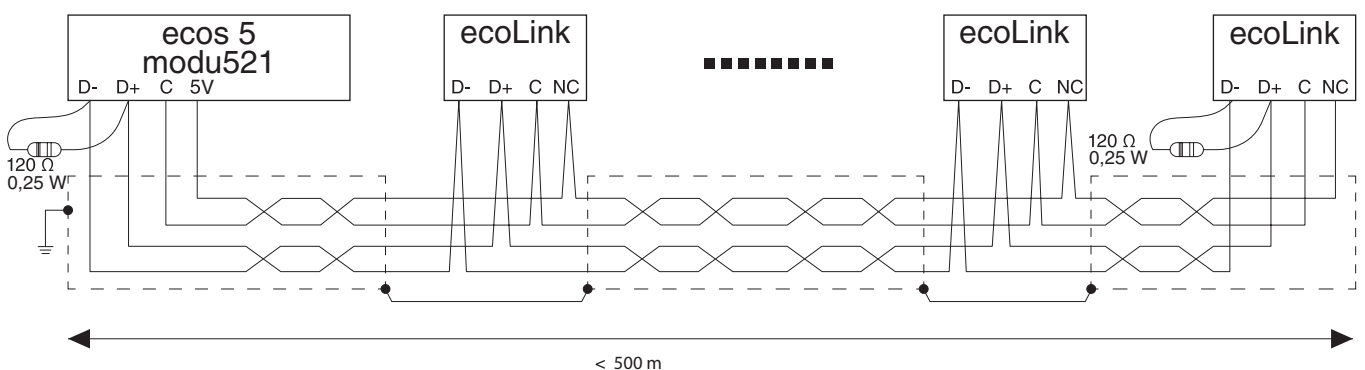 ecos 5
modu521
D- D+ C 5V
ecoLink
D- D+ C NC
ecoLink
D- D+ C NC
ecoLink
D- D+ C NC
120 Ω
0,25 W
120 Ω
0,25 W
< 500 m